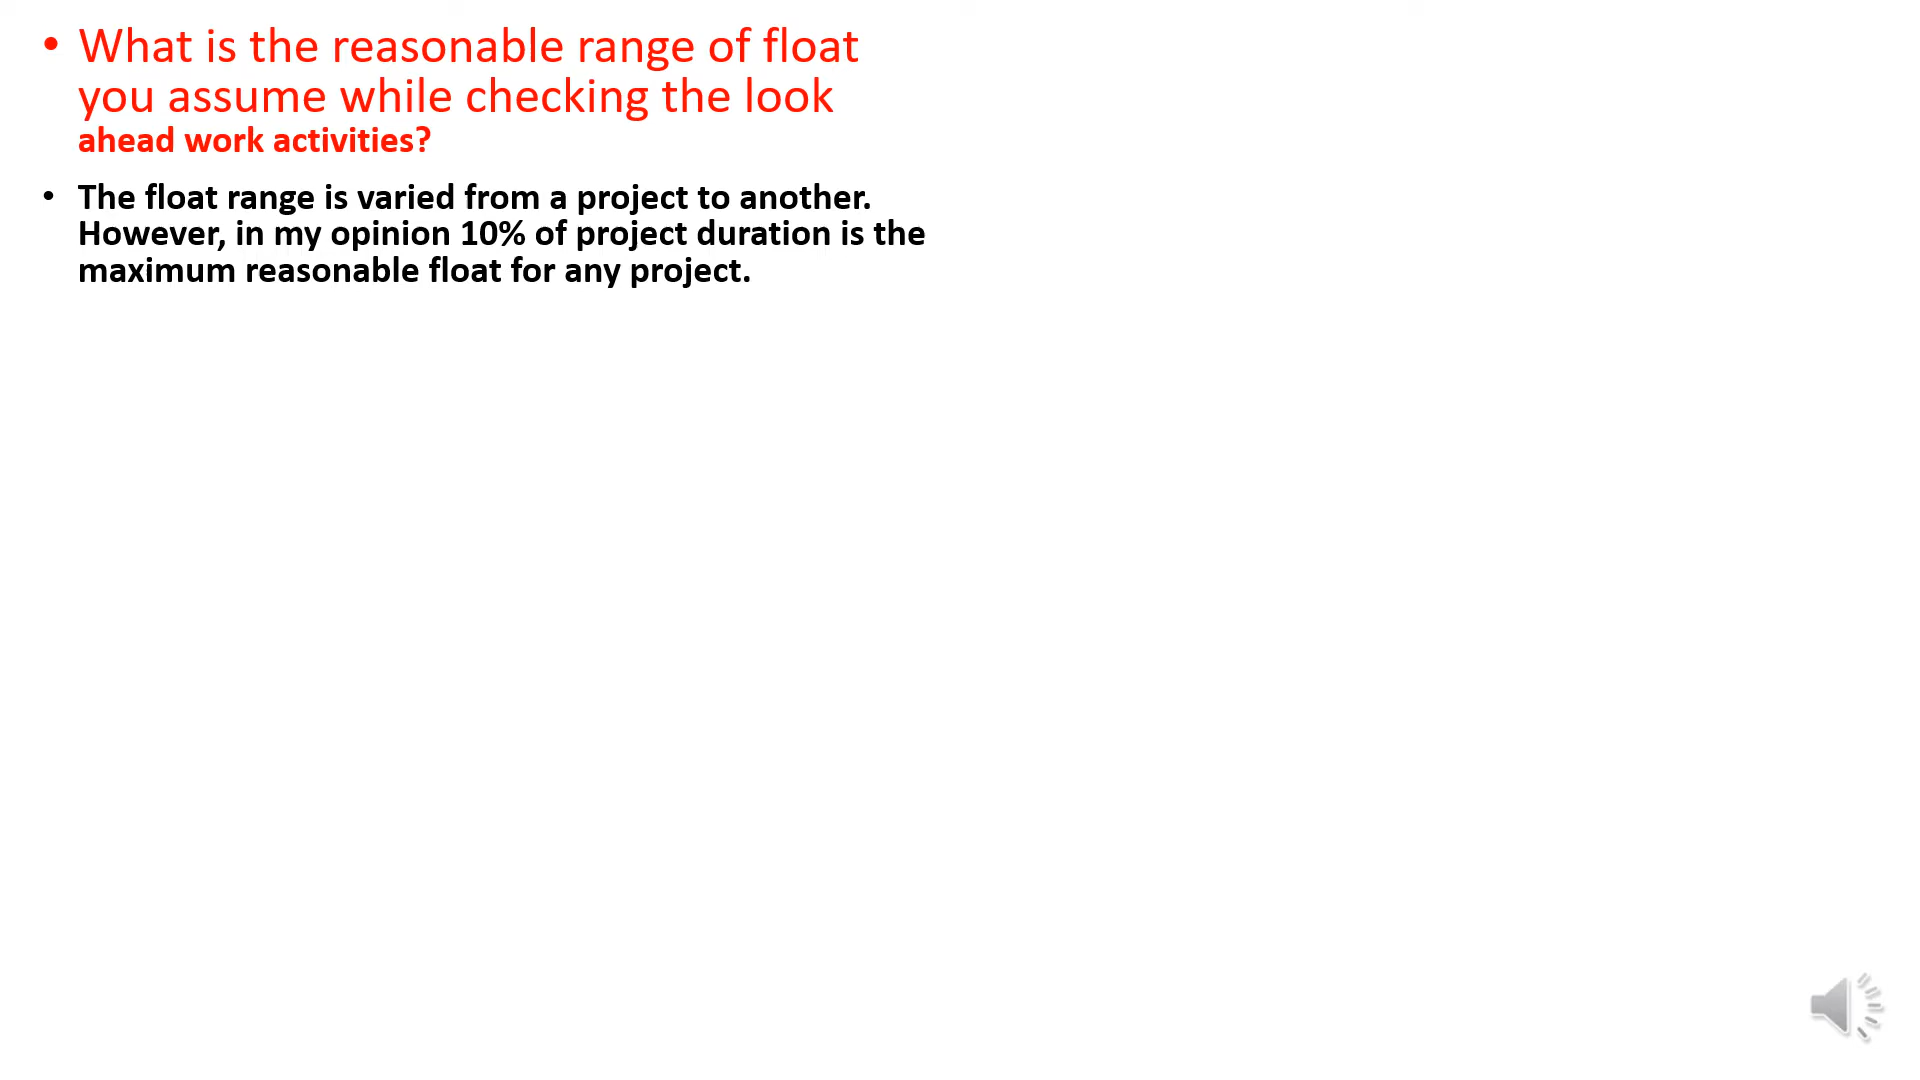 • What is the reasonable range of float
you assume while checking the look
ahead work activities?
• The float range is varied from a project to another.
However, in my opinion 10% of project duration is the
maximum reasonable float for any project.